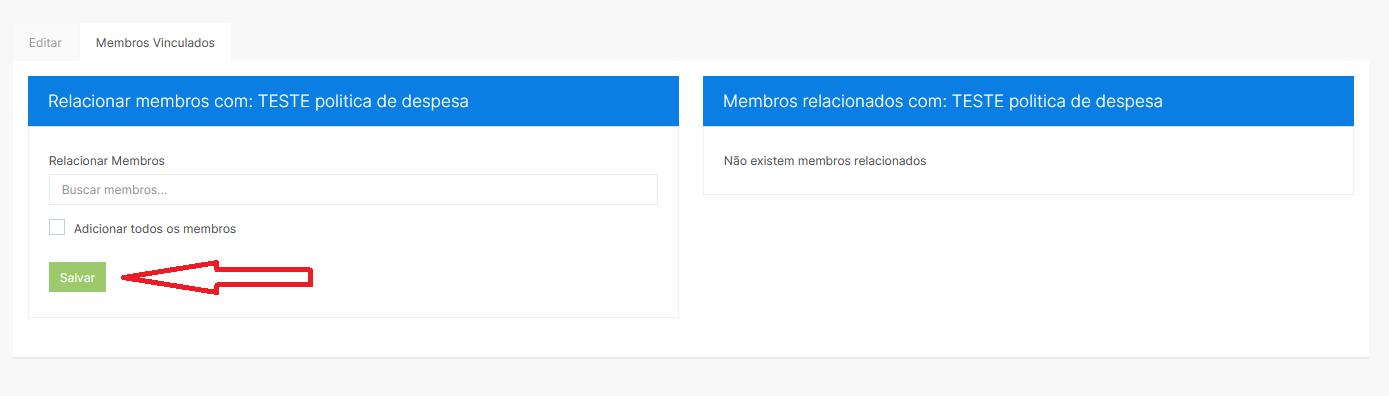 Editar
Membros Vinculados
Relacionar membros com: TESTE politica de despesa
Relacionar Membros
Buscar membros...
Adicionar todos os membros
Salvar
Membros relacionados com: TESTE politica de despesa
Não existem membros relacionados